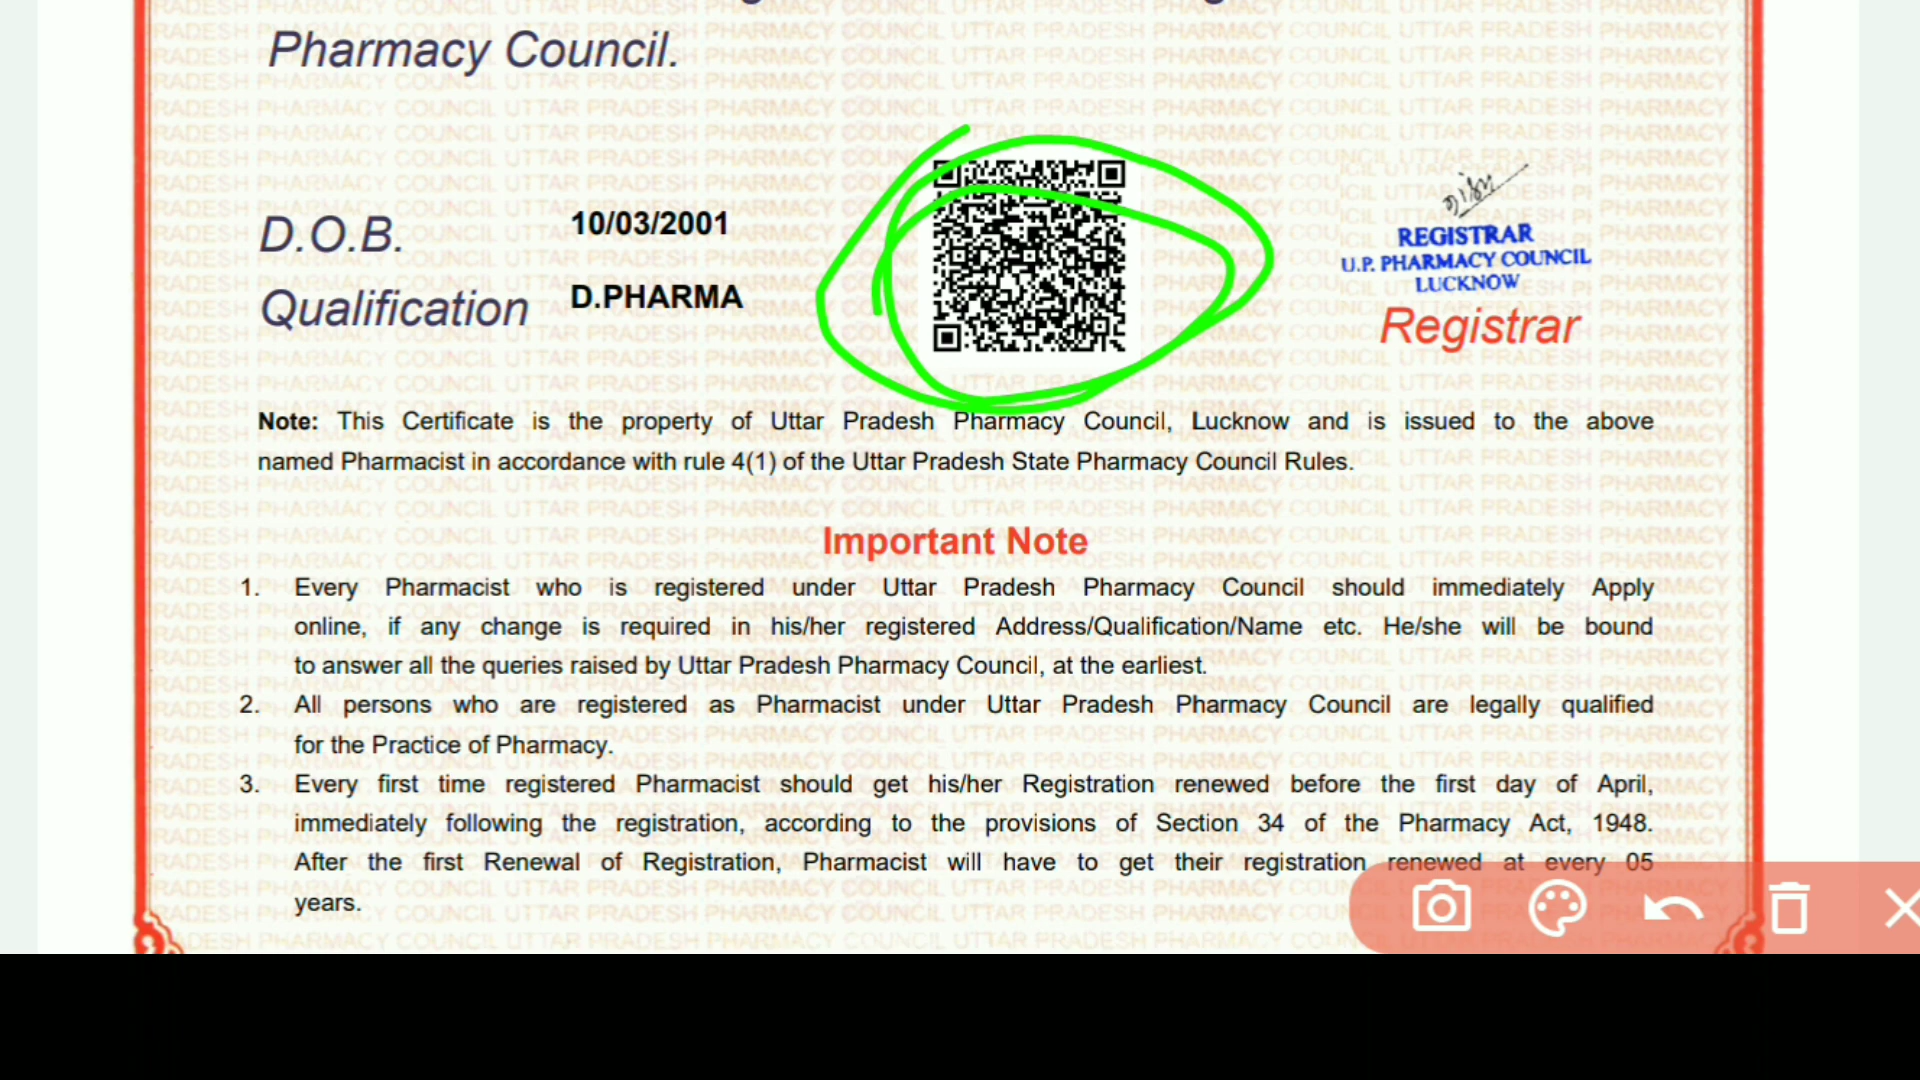 Pharmacy Council.
D.O.B. 10/03/2001
Qualification D.PHARMA
REGISTRAR
U.P. PHARMACY COUNCIL
LUCKNOW
Registrar
Note: This Certificate is the property of Uttar Pradesh Pharmacy Council, Lucknow and is issued to the above
named Pharmacist in accordance with rule 4(1) of the Uttar Pradesh State Pharmacy Council Rules.
Important Note
1. Every Pharmacist who is registered under Uttar Pradesh Pharmacy Council should immediately Apply
online, if any change is required in his/her registered Address/Qualification/Name etc. He/she will be bound
to answer all the queries raised by Uttar Pradesh Pharmacy Council, at the earliest.
2. All persons who are registered as Pharmacist under Uttar Pradesh Pharmacy Council are legally qualified
for the Practice of Pharmacy.
3. Every first time registered Pharmacist should get his/her Registration renewed before the first day of April,
immediately following the registration, according to the provisions of Section 34 of the Pharmacy Act, 1948.
After the first Renewal of Registration, Pharmacist will have to get their registration renewed at every 05
years.